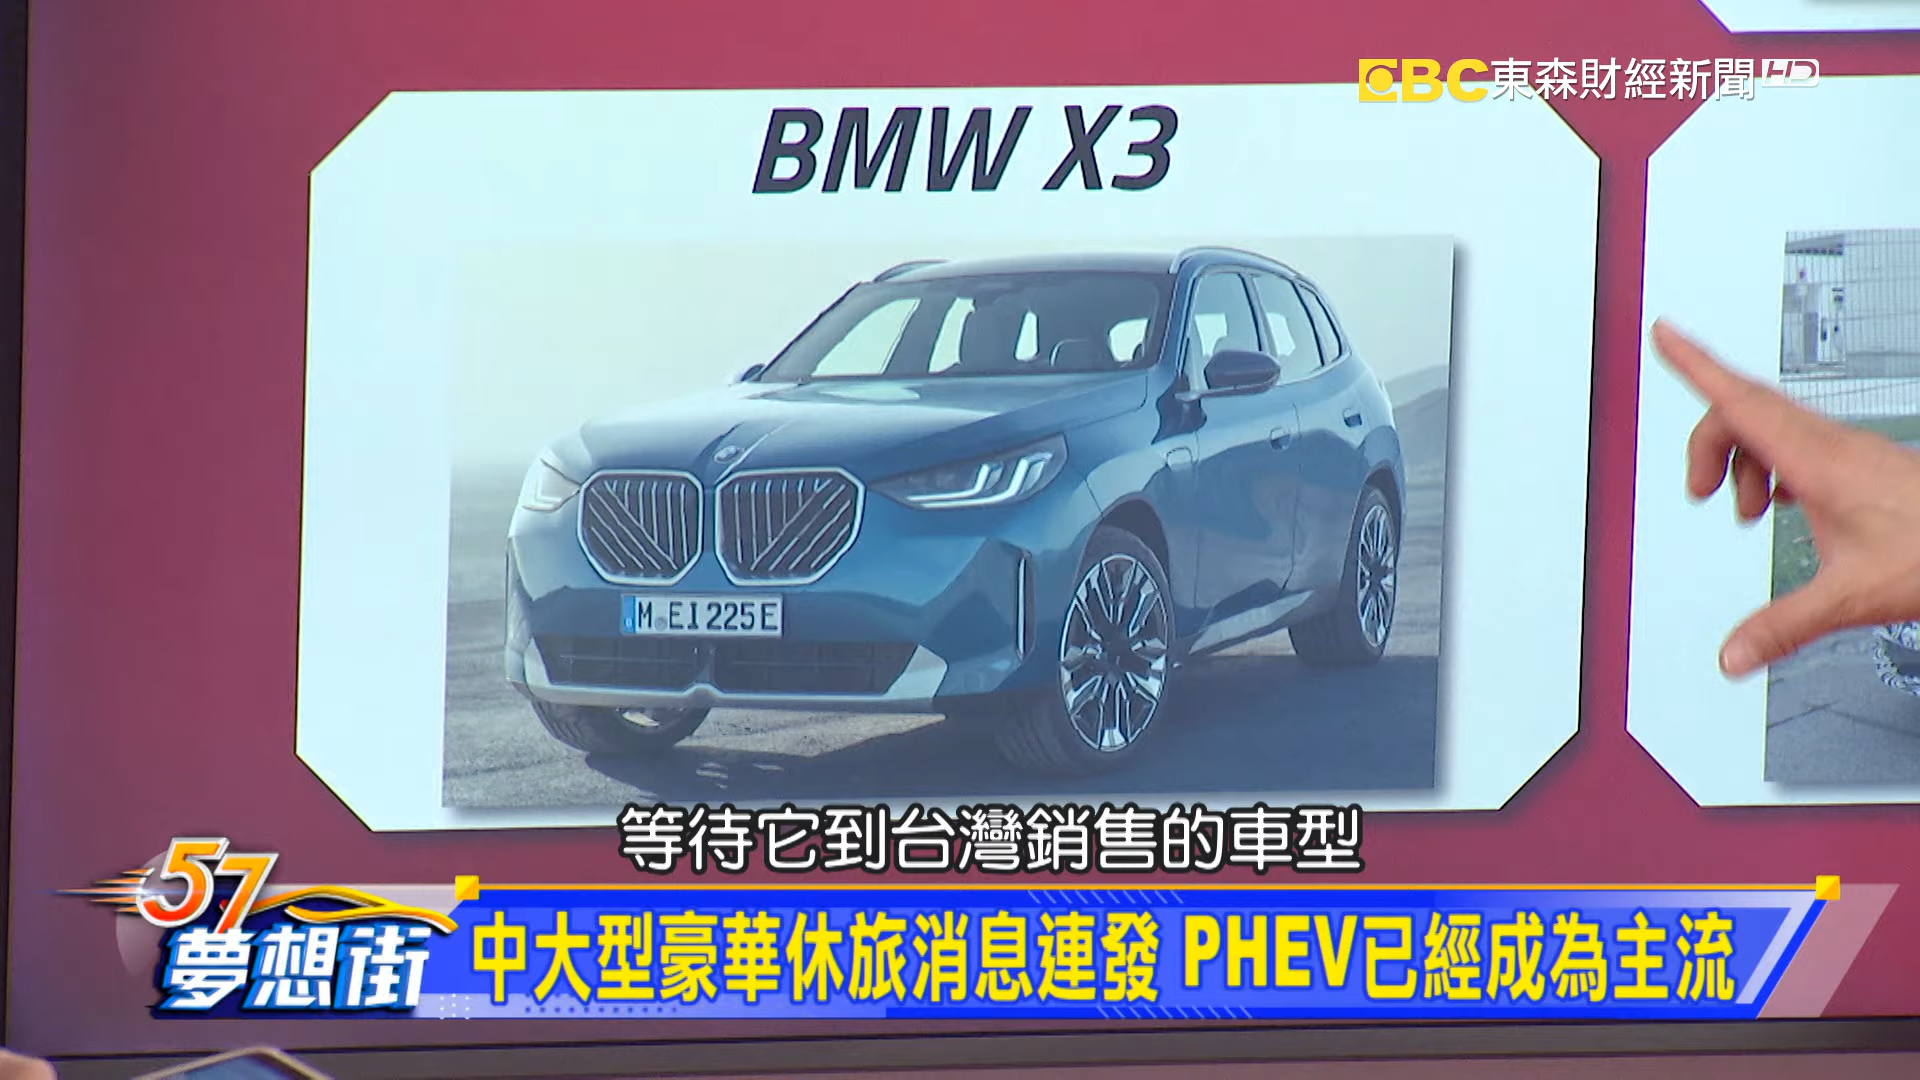 EBC東森財經新聞HD
BMW X3
M EI 225E
等待它到台灣銷售的車型
57夢想街
中大型豪華休旅消息連發 PHEV已經成為主流